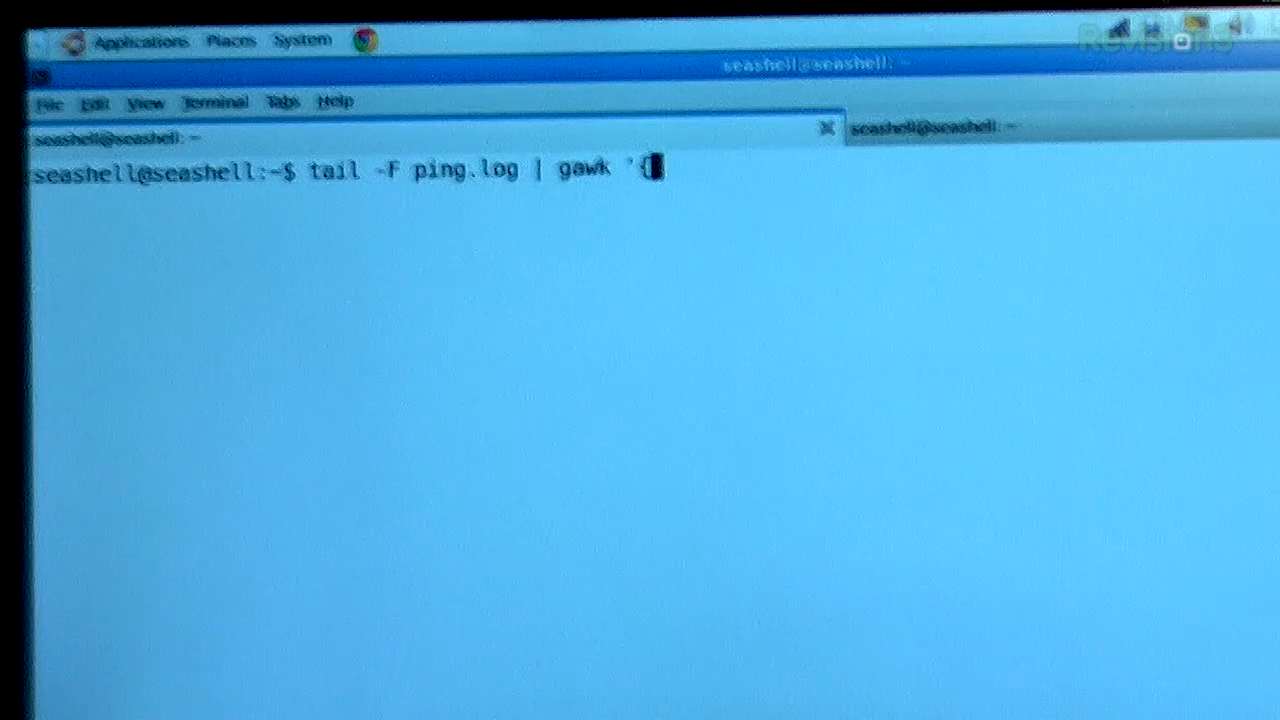 Applications Places System
Revision3
seashell@seashell: ~
File Edit View Terminal Tabs Help
seashell@seashell: ~
seashell@seashell: ~
seashell@seashell:~$ tail -F ping.log | gawk '{